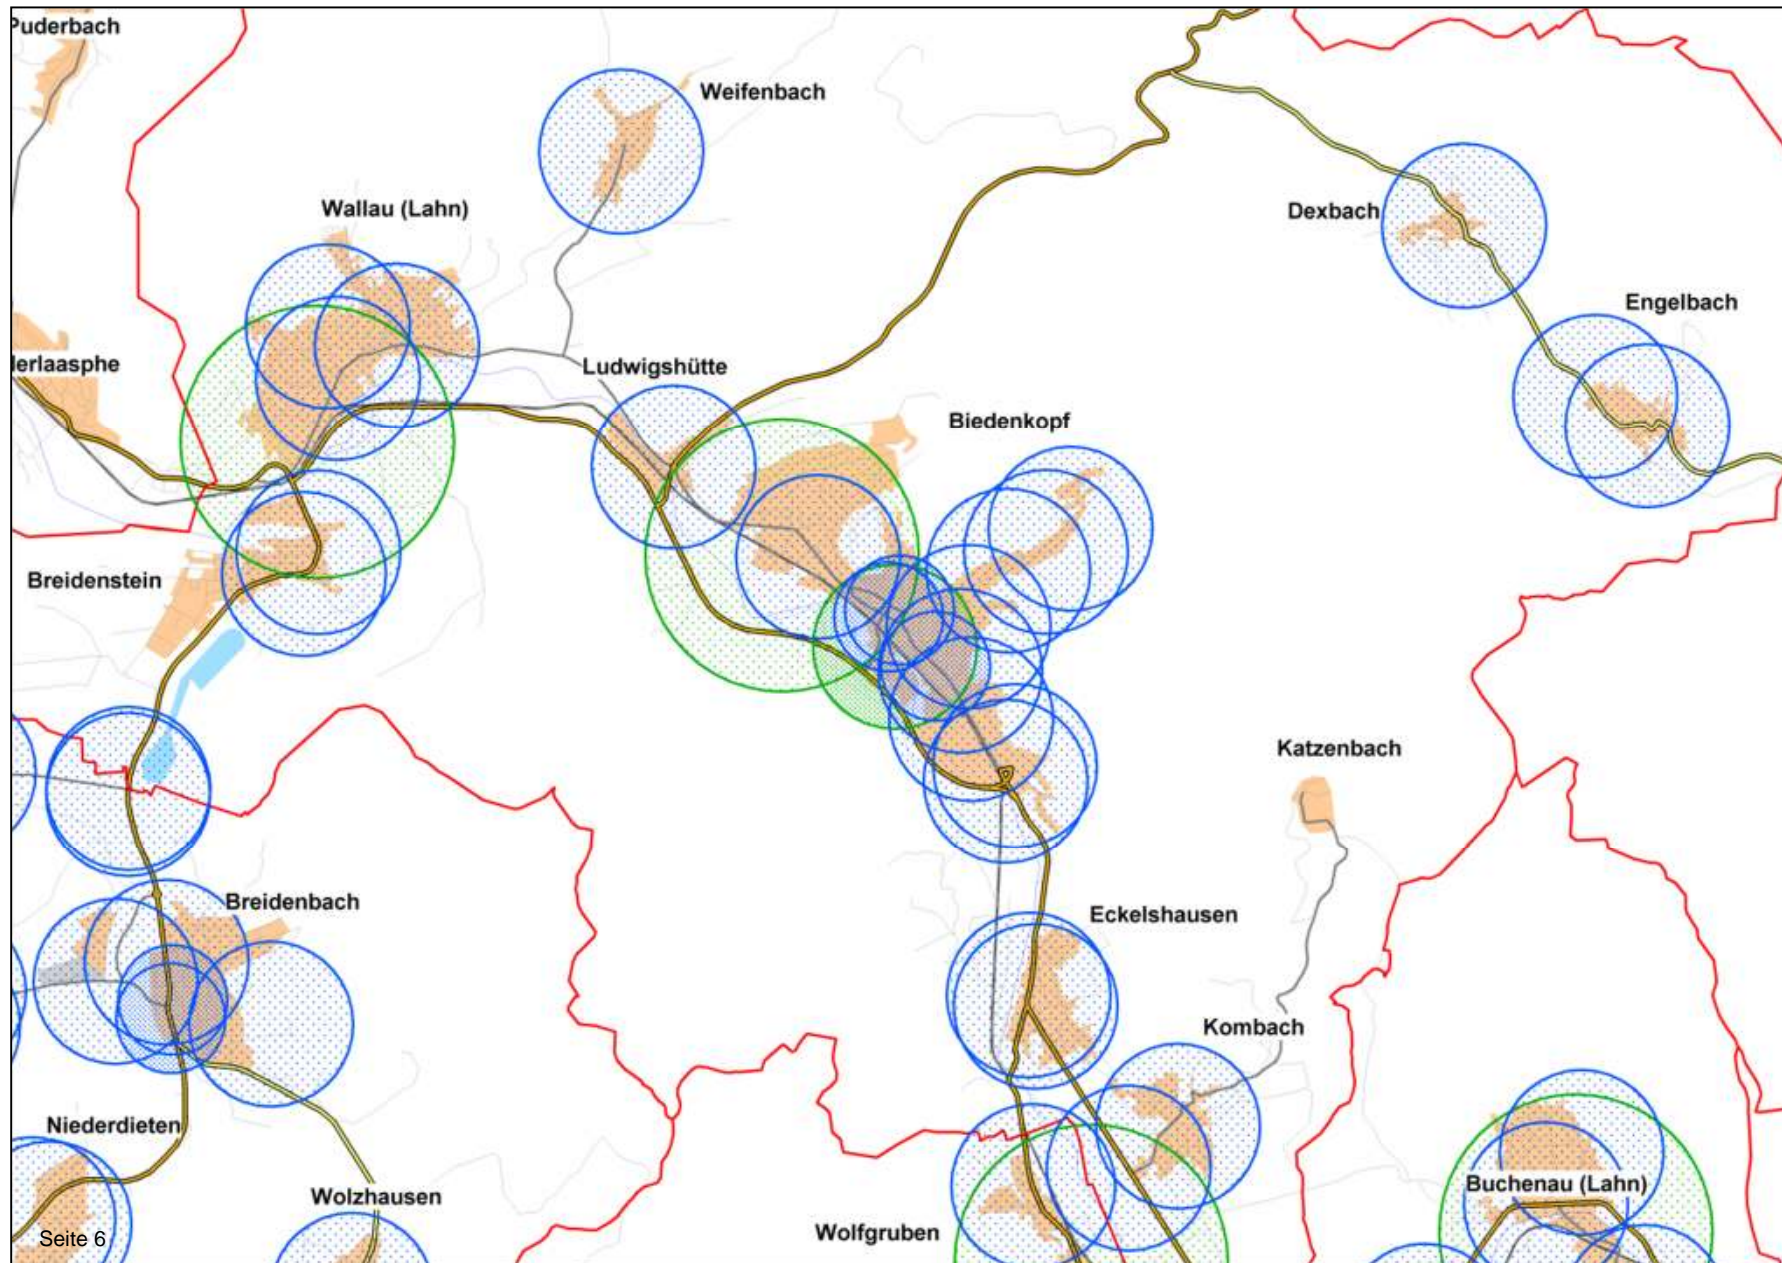 Puderbach
Weifenbach
Wallau (Lahn)
Dexbach
Engelbach
lerlaasphe
Ludwigshütte
Biedenkopf
Breidenstein
Katzenbach
Breidenbach
Eckelshausen
Kombach
Niederdieten
Buchenau (Lahn)
Wolzhausen
Wolfgruben
Seite 6